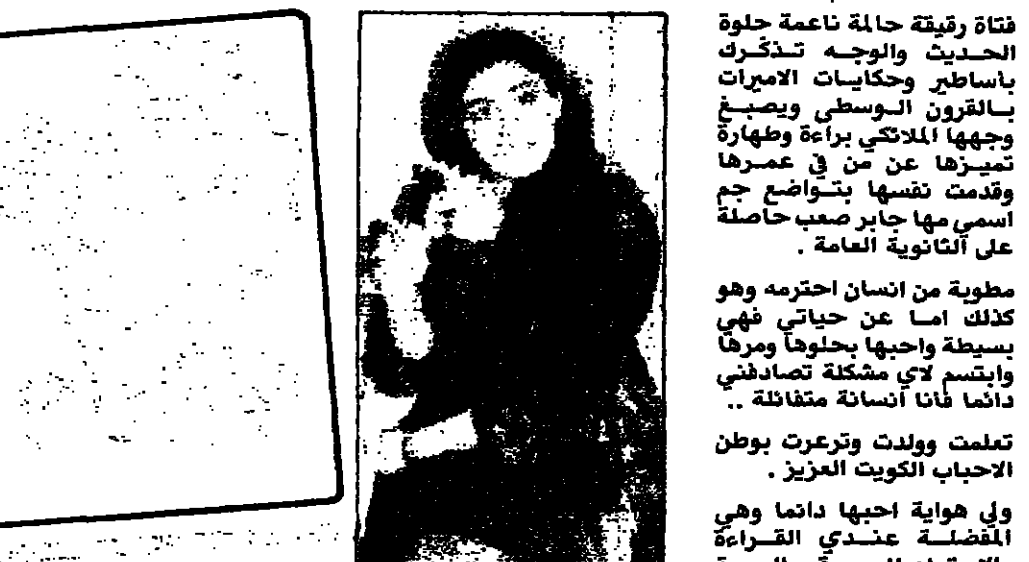 فتاة رقيقة حالمة ناعمة حلوة
الحديث والوجه تذكرك
باساطير وحكايات الاميرات
بالقرون الوسطى ويصبغ
وجهها الملائكي براءة وطهارة
تميزها عن من في عمرها
وقدمت نفسها بتواضع جم
اسمي مها جابر صعب حاصلة
على الثانوية العامة .
مطوبة من انسان احترمه وهو
كذلك اما عن حياتي فهي
بسيطة واحبها بحلوها ومرها
وابتسم لاي مشكلة تصادفني
دائما فأنا أنسانة متفائلة ..
تعلمت وولدت وترعرت بوطن
الاحباب الكويت العزيز .
ولي هواية احبها دائما وهي
المفضلة عندي القراءة